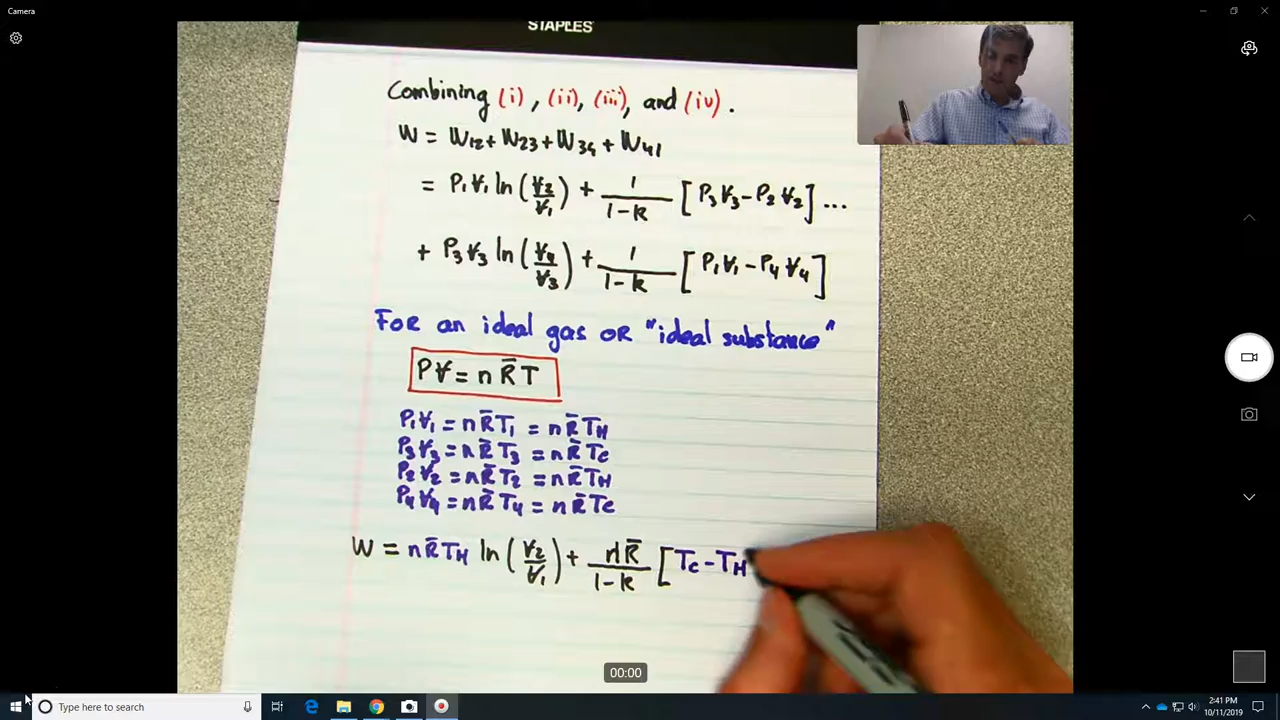 Camera
STAPLES
Combining (i), (ii), (iii), and (iv).
W = W12 + W23 + W34 + W41
= P1V1 ln(V2/V1) + 1/(1-k) [P3V3 - P2V2] ...
+ P3V3 ln(V4/V3) + 1/(1-k) [P1V1 - P4V4]
For an ideal gas OR "ideal substance"
PV = nR̄T
P1V1 = nR̄T1 = nR̄TH
P3V3 = nR̄T3 = nR̄TC
P2V2 = nR̄T2 = nR̄TH
P4V4 = nR̄T4 = nR̄TC
W = nR̄TH ln(V2/V1) + nR̄/(1-k) [TC - TH
00:00
Type here to search
2:41 PM
10/11/2019